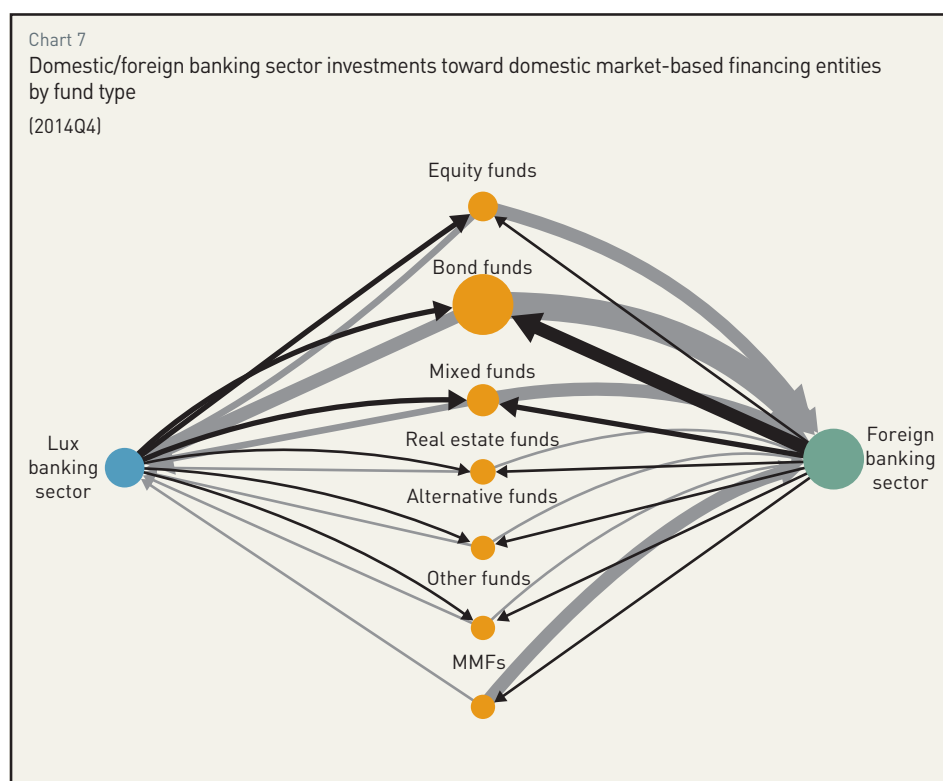 Chart 7
Domestic/foreign banking sector investments toward domestic market-based financing entities
by fund type
(2014Q4)
Equity funds
Bond funds
Mixed funds
Real estate funds
Alternative funds
Other funds
MMFs
Lux
banking
sector
Foreign
banking
sector